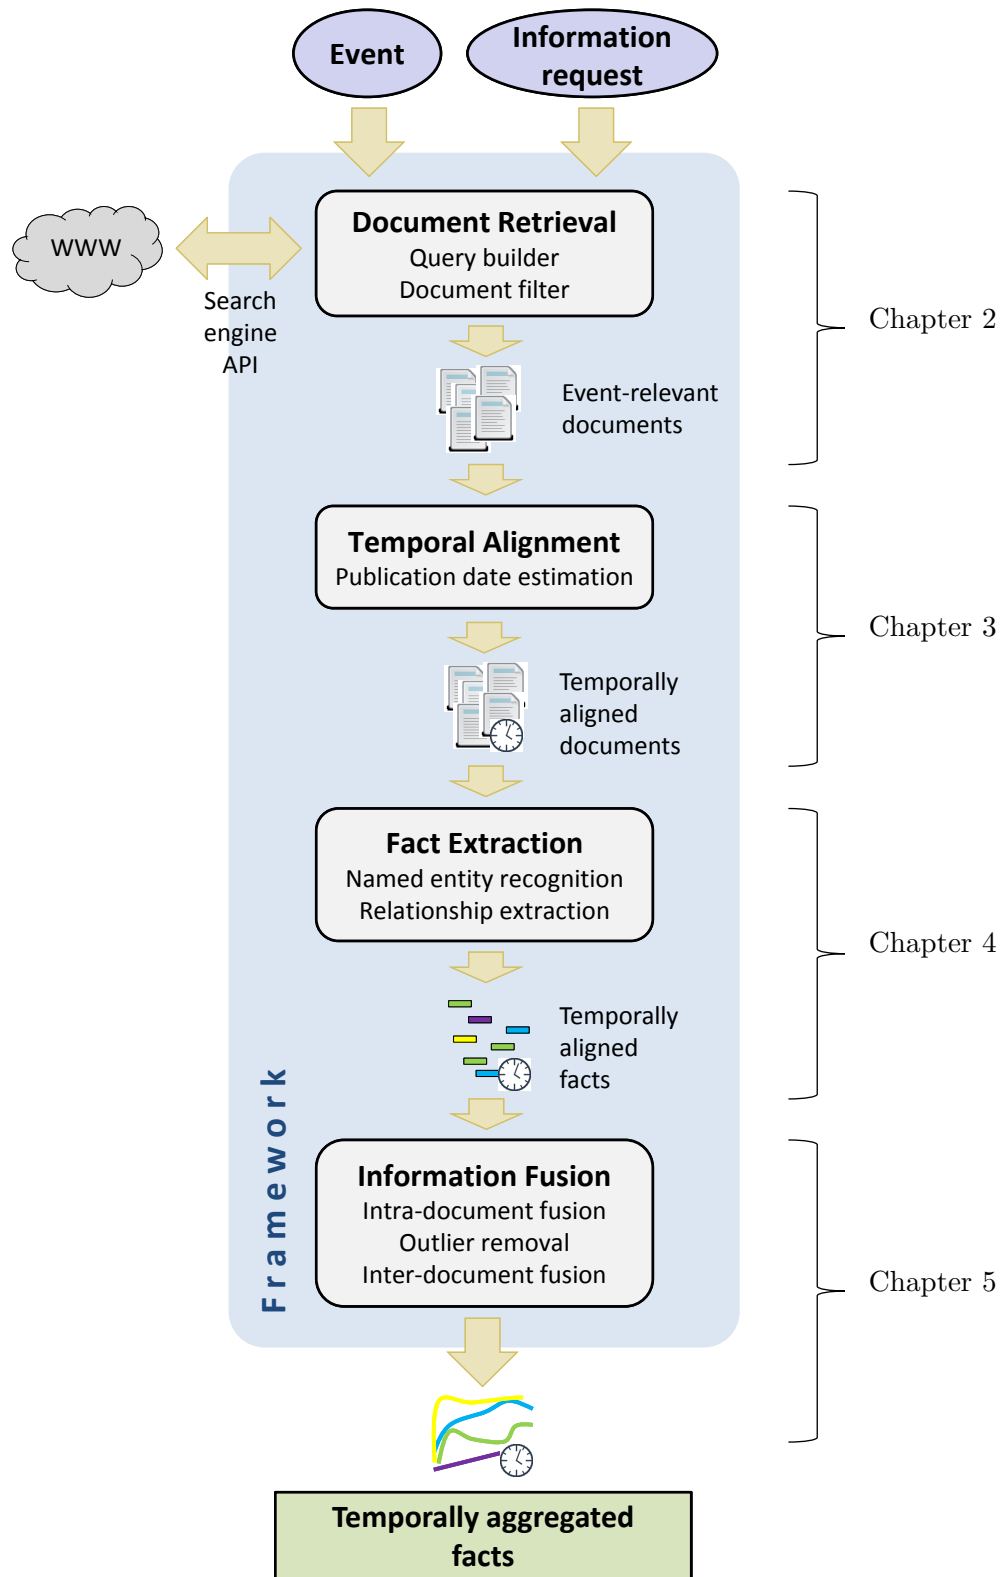 Event
Information
request
WWW
Search
engine
API
Document Retrieval
Query builder
Document filter
Chapter 2
Event-relevant
documents
Temporal Alignment
Publication date estimation
Chapter 3
Temporally
aligned
documents
Fact Extraction
Named entity recognition
Relationship extraction
Chapter 4
Temporally
aligned
facts
Framework
Information Fusion
Intra-document fusion
Outlier removal
Inter-document fusion
Chapter 5
Temporally aggregated
facts